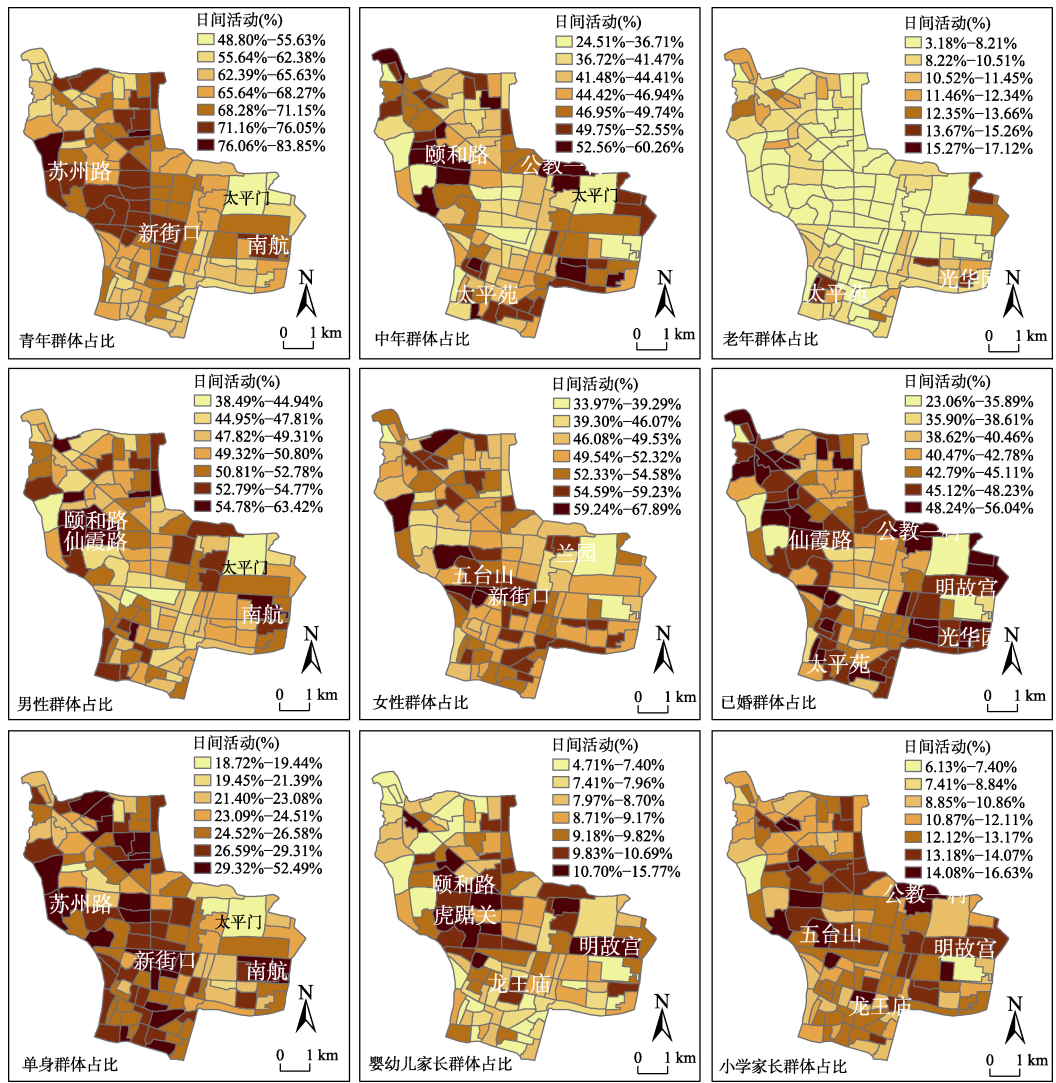 日间活动(%)
48.80%–55.63%
55.64%–62.38%
62.39%–65.63%
65.64%–68.27%
68.28%–71.15%
71.16%–76.05%
76.06%–83.85%
苏州路
太平门
新街口
南航
N
0 1 km
青年群体占比
日间活动(%)
24.51%–36.71%
36.72%–41.47%
41.48%–44.41%
44.42%–46.94%
46.95%–49.74%
49.75%–52.55%
52.56%–60.26%
颐和路
公教一
太平门
太平苑
N
0 1 km
中年群体占比
日间活动(%)
3.18%–8.21%
8.22%–10.51%
10.52%–11.45%
11.46%–12.34%
12.35%–13.66%
13.67%–15.26%
15.27%–17.12%
光华
太平苑
N
0 1 km
老年群体占比
日间活动(%)
38.49%–44.94%
44.95%–47.81%
47.82%–49.31%
49.32%–50.80%
50.81%–52.78%
52.79%–54.77%
54.78%–63.42%
颐和路
仙霞路
太平门
南航
N
0 1 km
男性群体占比
日间活动(%)
33.97%–39.29%
39.30%–46.07%
46.08%–49.53%
49.54%–52.32%
52.33%–54.58%
54.59%–59.23%
59.24%–67.89%
兰园
五台山
新街口
N
0 1 km
女性群体占比
日间活动(%)
23.06%–35.89%
35.90%–38.61%
38.62%–40.46%
40.47%–42.78%
42.79%–45.11%
45.12%–48.23%
48.24%–56.04%
公教一
仙霞路
明故宫
光华
太平苑
N
0 1 km
已婚群体占比
日间活动(%)
18.72%–19.44%
19.45%–21.39%
21.40%–23.08%
23.09%–24.51%
24.52%–26.58%
26.59%–29.31%
29.32%–52.49%
苏州路
太平门
新街口
南航
N
0 1 km
单身群体占比
日间活动(%)
4.71%–7.40%
7.41%–7.96%
7.97%–8.70%
8.71%–9.17%
9.18%–9.82%
9.83%–10.69%
10.70%–15.77%
颐和路
虎踞关
明故宫
龙王庙
N
0 1 km
婴幼儿家长群体占比
日间活动(%)
6.13%–7.40%
7.41%–8.84%
8.85%–10.86%
10.87%–12.11%
12.12%–13.17%
13.18%–14.07%
14.08%–16.63%
公教一
五台山
明故宫
龙王庙
N
0 1 km
小学家长群体占比